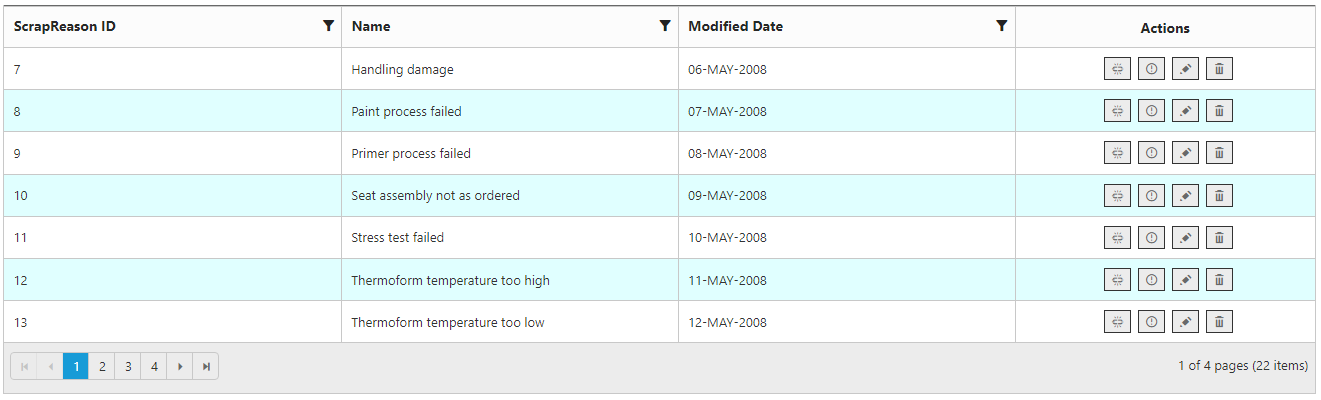 ScrapReason ID Name Modified Date Actions
7 Handling damage 06-MAY-2008
8 Paint process failed 07-MAY-2008
9 Primer process failed 08-MAY-2008
10 Seat assembly not as ordered 09-MAY-2008
11 Stress test failed 10-MAY-2008
12 Thermoform temperature too high 11-MAY-2008
13 Thermoform temperature too low 12-MAY-2008
1 2 3 4 1 of 4 pages (22 items)